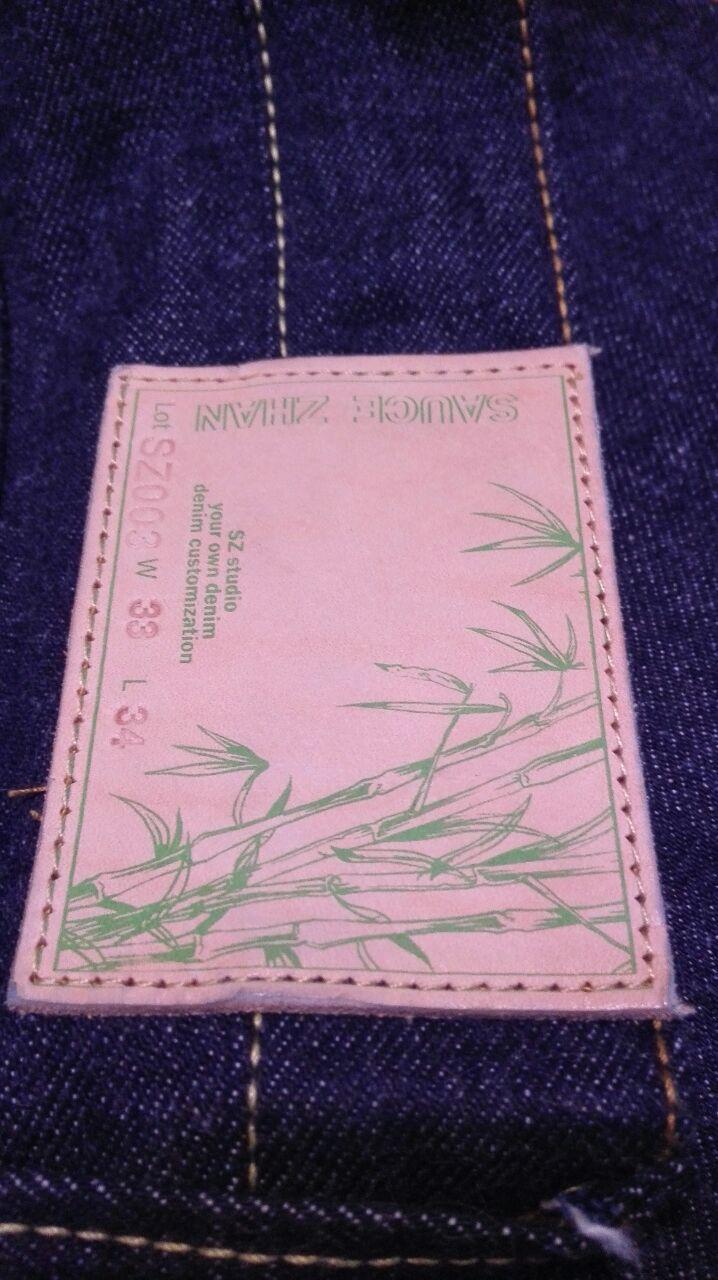 SAUCE ZHAN
SZ studio
your own denim
denim customization
Lot SZ003 W 33 L 34